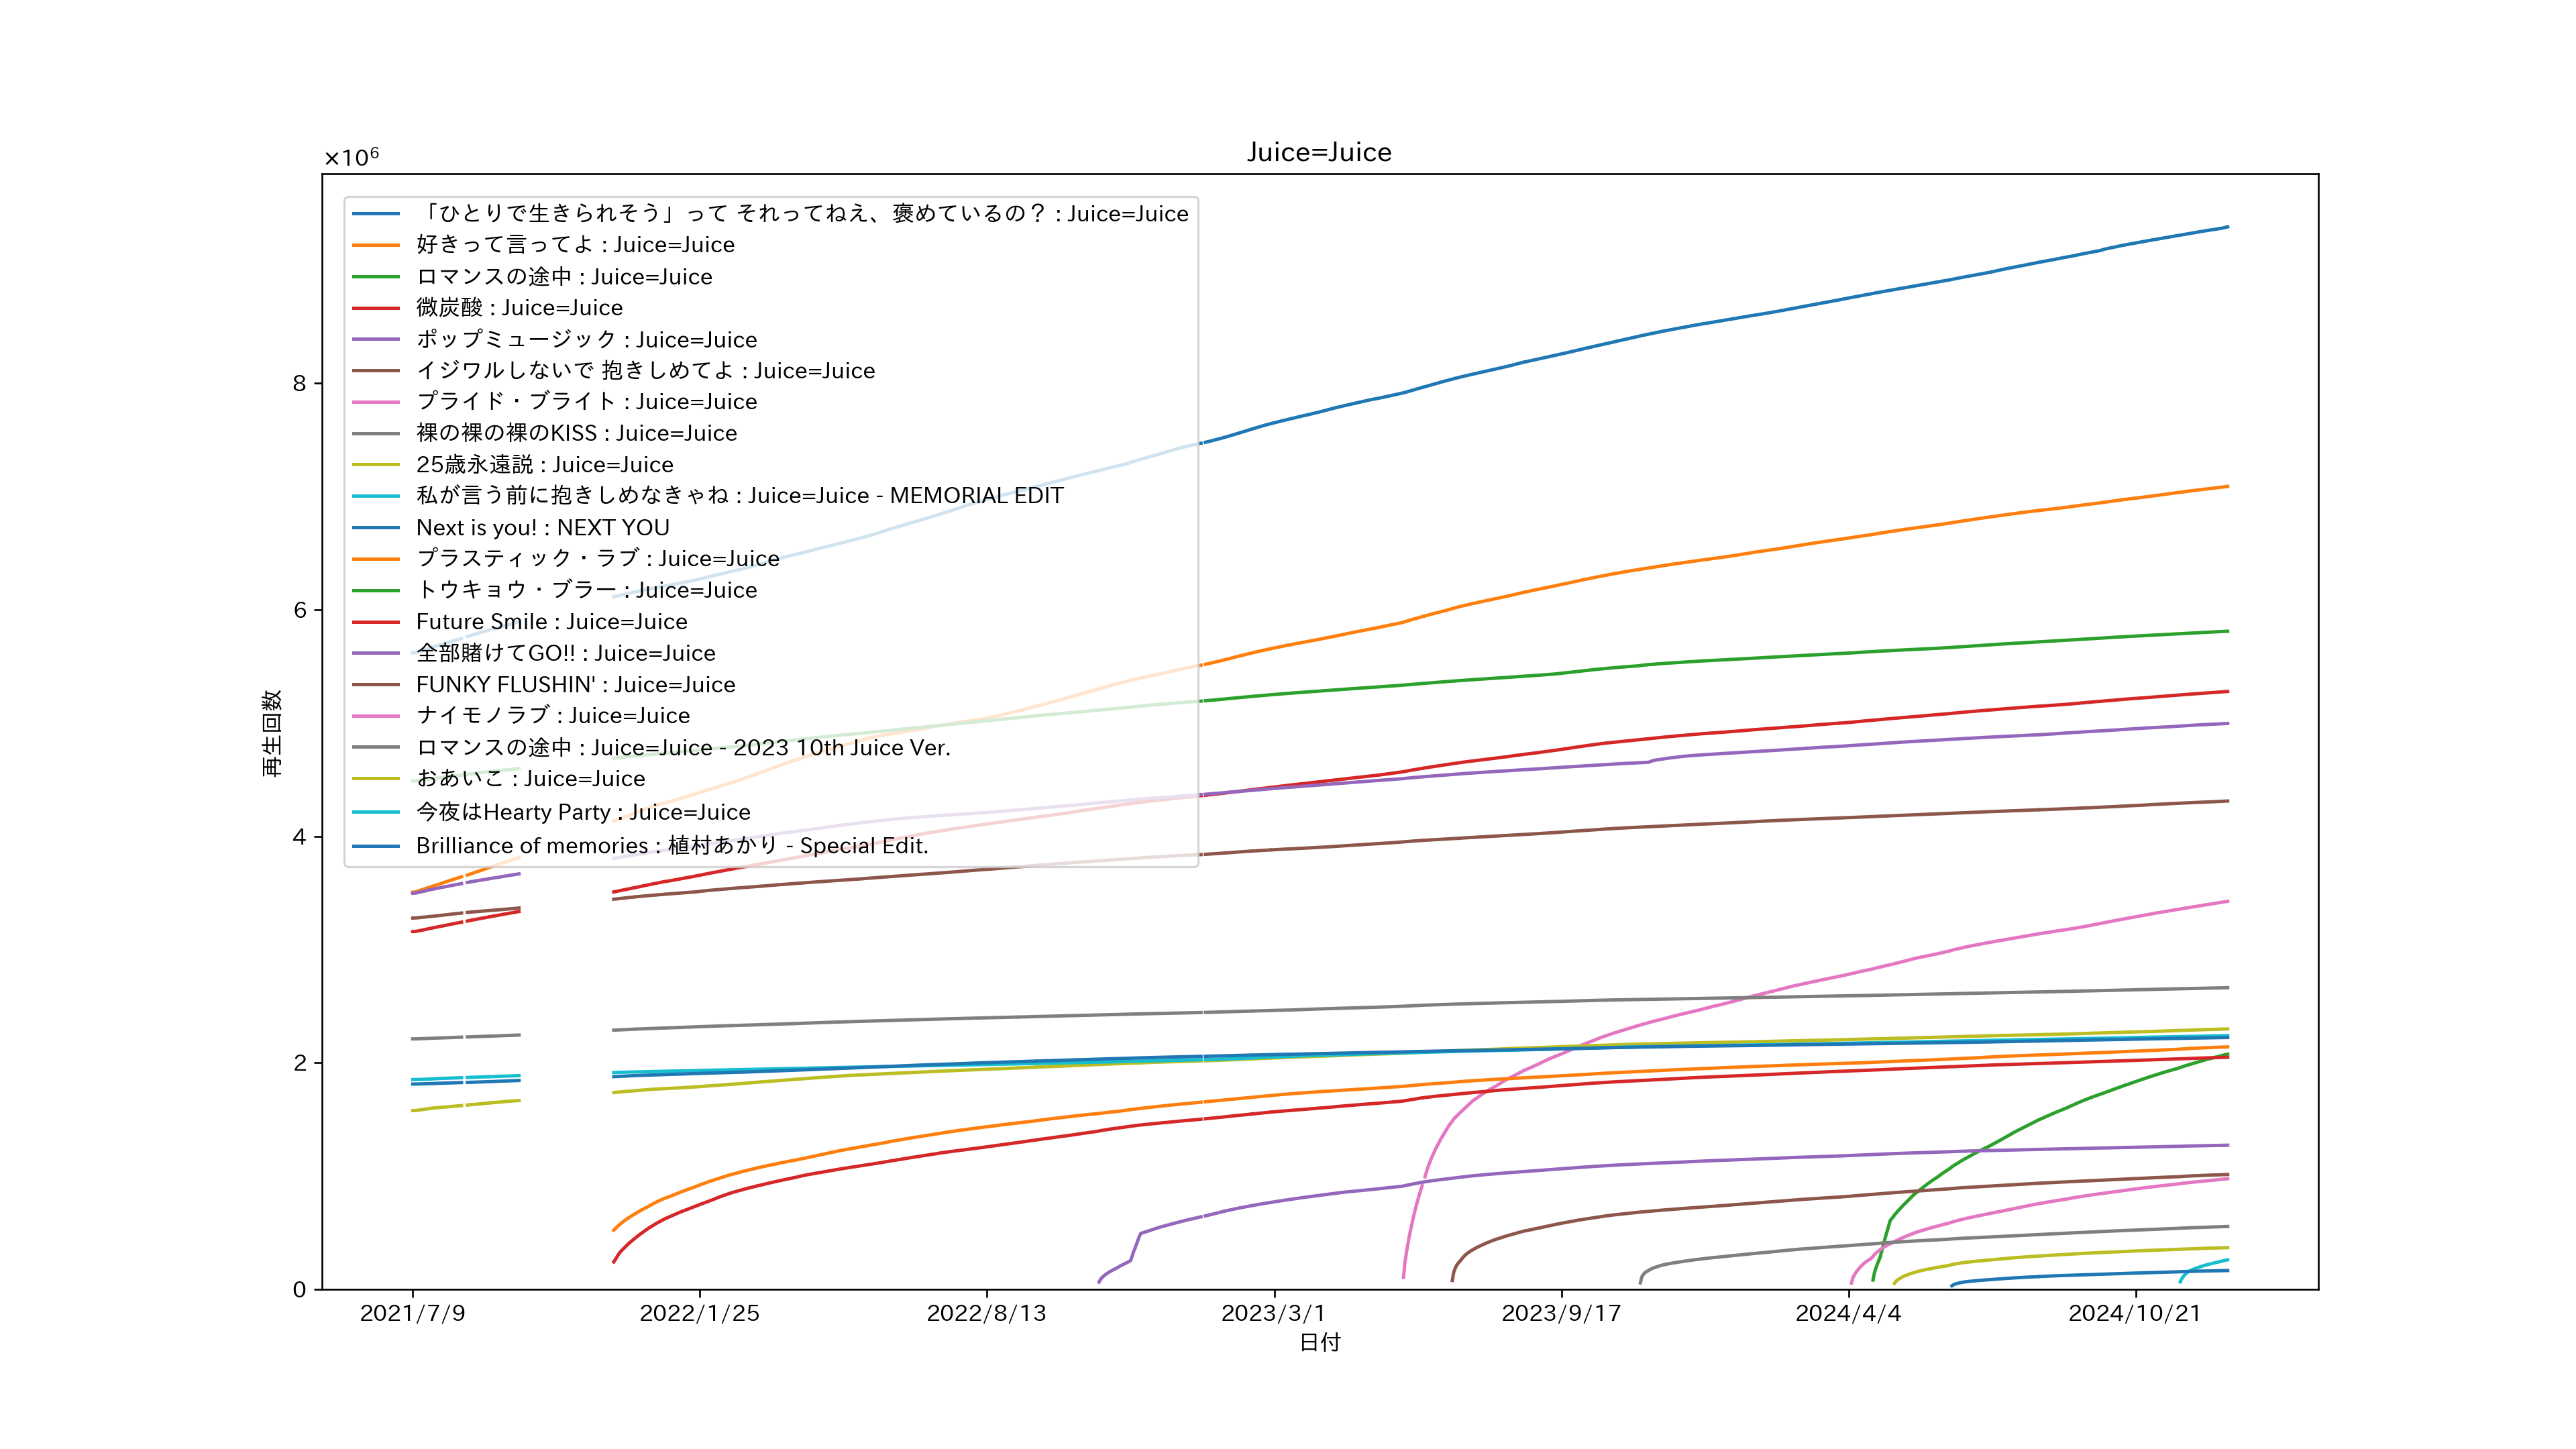 Juice=Juice
×10⁶
「ひとりで生きられそう」って それってねえ、褒めているの？ : Juice=Juice
好きって言ってよ : Juice=Juice
ロマンスの途中 : Juice=Juice
微炭酸 : Juice=Juice
ポップミュージック : Juice=Juice
イジワルしないで 抱きしめてよ : Juice=Juice
プライド・ブライト : Juice=Juice
裸の裸の裸のKISS : Juice=Juice
25歳永遠説 : Juice=Juice
私が言う前に抱きしめなきゃね : Juice=Juice - MEMORIAL EDIT
Next is you! : NEXT YOU
プラスティック・ラブ : Juice=Juice
トウキョウ・ブラー : Juice=Juice
Future Smile : Juice=Juice
全部賭けてGO!! : Juice=Juice
FUNKY FLUSHIN' : Juice=Juice
ナイモノラブ : Juice=Juice
ロマンスの途中 : Juice=Juice - 2023 10th Juice Ver.
おあいこ : Juice=Juice
今夜はHearty Party : Juice=Juice
Brilliance of memories : 植村あかり - Special Edit.
8
6
4
2
0
再生回数
2021/7/9
2022/1/25
2022/8/13
2023/3/1
2023/9/17
2024/4/4
2024/10/21
日付